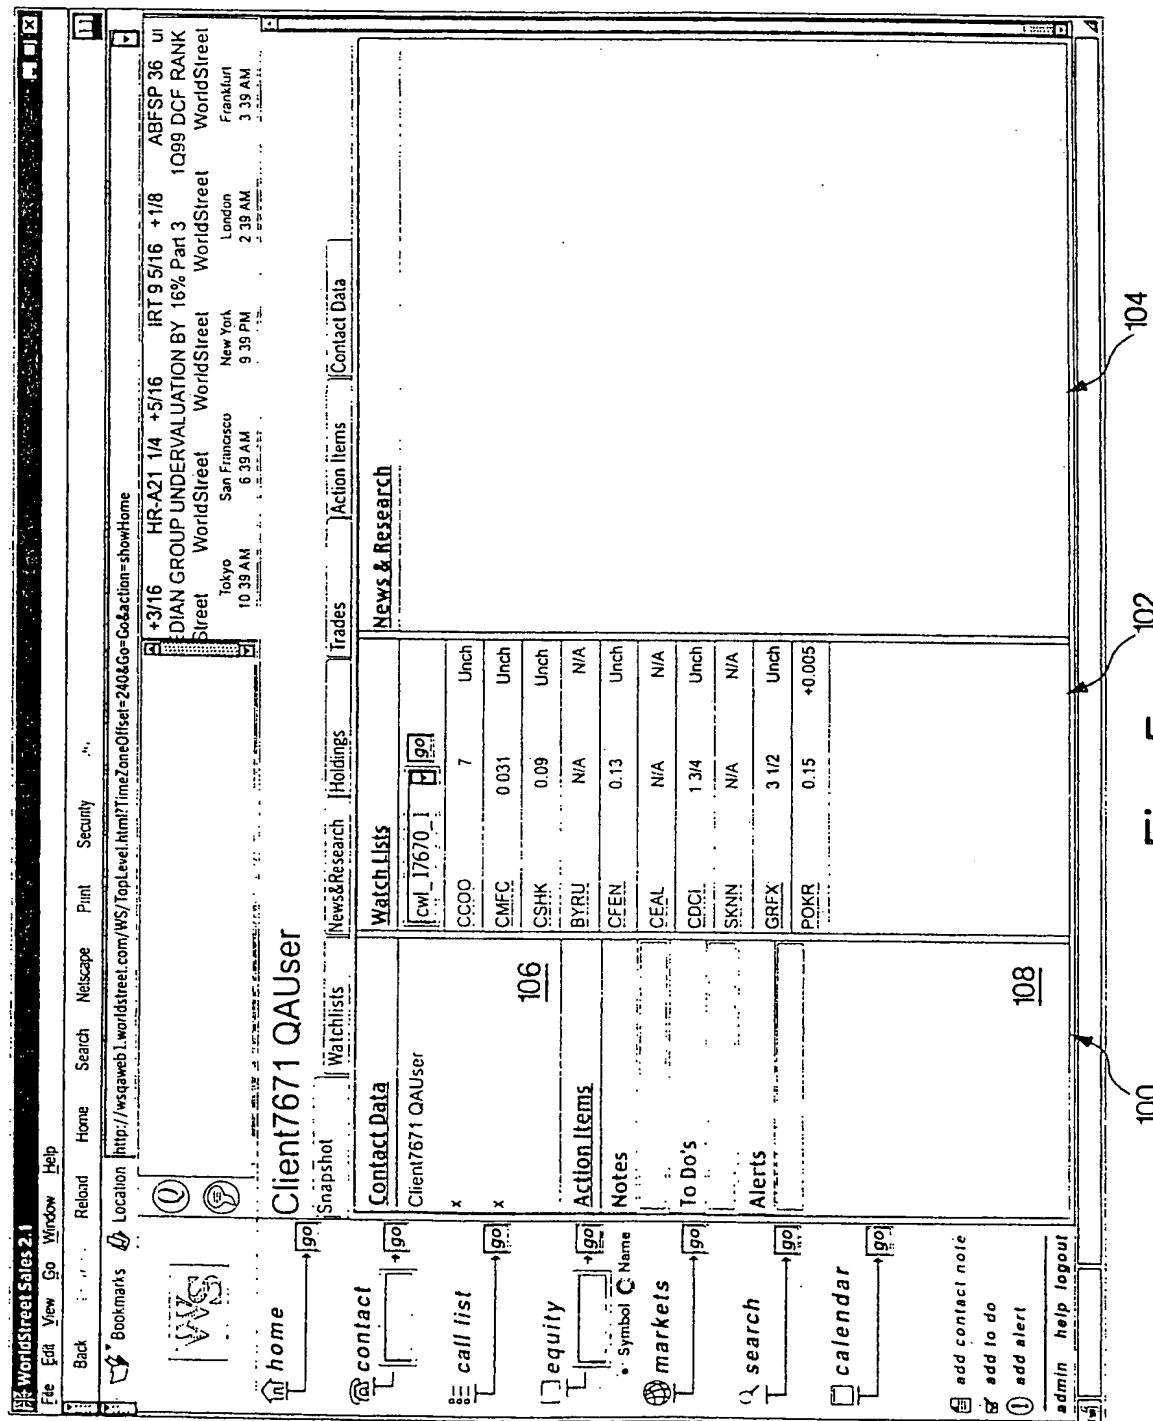 WorldStreet Sales 2.1
File Edit View Go Window Help
Back Reload Home Search Netscape Print Security
Bookmarks Location http://wsqaweb1.worldstreet.com/WS/TopLevel.html?TimeZoneOffset=240&Go=Go&action=showHome
WS
+3/16 HR-A21 1/4 +5/16 IRT 9 5/16 +1/8 ABFSP 36
EDIAN GROUP UNDERVALUATION BY 16% Part 3 1Q99 DCF RANK
Street WorldStreet WorldStreet WorldStreet WorldStreet WorldStreet
Tokyo San Francisco New York London Frankfurt
10 39 AM 6 39 AM 9 39 PM 2 39 AM 3 39 AM
home
go
contact
go
call list
go
equity
go
Symbol Name
markets
go
search
go
calendar
go
add contact note
add to do
add alert
admin help logout
Client7671 QAUser
Snapshot Watchlists News&Research Holdings Trades Action Items Contact Data
Contact Data
Client7671 QAUser
x
x
106
Action Items
Notes
To Do's
Alerts
108
Watch Lists
cwl_17670_1 go
CCOO 7 Unch
CMFC 0 031 Unch
CSHK 0.09 Unch
BYRU N/A N/A
CFEN 0.13 Unch
CEAL N/A N/A
CDCI 1 3/4 Unch
SKNN N/A N/A
GRFX 3 1/2 Unch
POKR 0.15 +0.005
News & Research
100
102
104